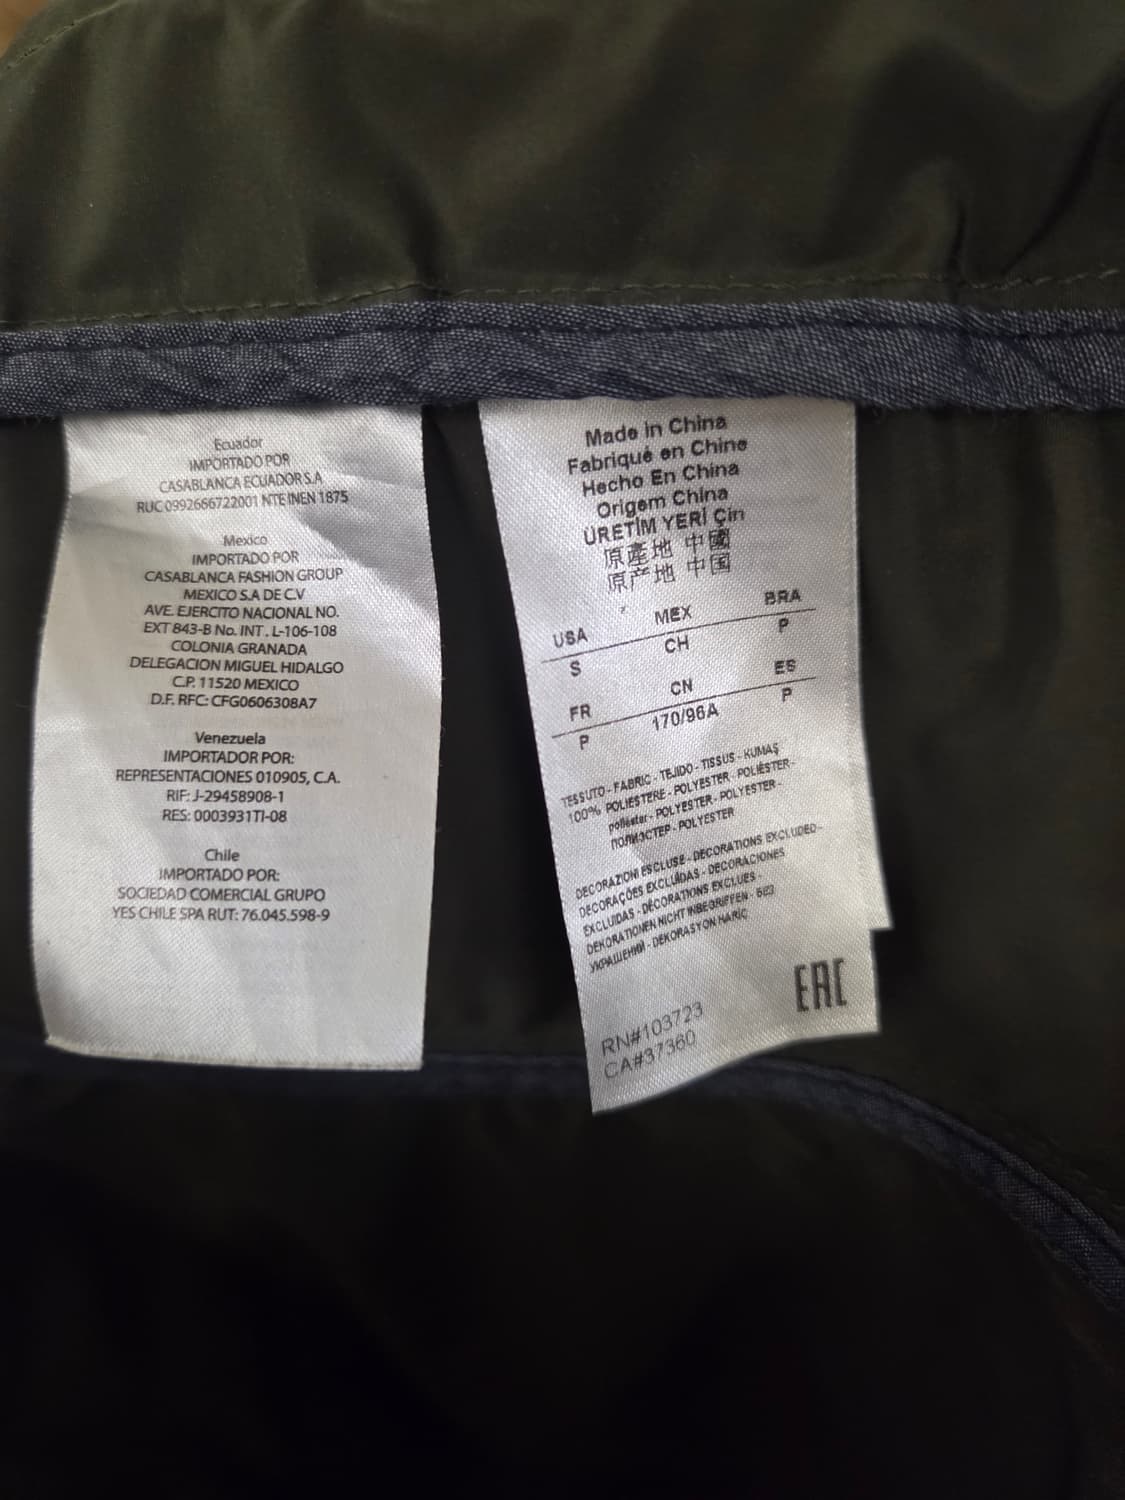 Ecuador
IMPORTADO POR
CASABLANCA ECUADOR S.A
RUC 0992666722001 NTE INEN 1875
Mexico
IMPORTADO POR
CASABLANCA FASHION GROUP
MEXICO S.A DE C.V
AVE. EJERCITO NACIONAL NO.
EXT 843-B No. INT. L-106-108
COLONIA GRANADA
DELEGACION MIGUEL HIDALGO
C.P. 11520 MEXICO
D.F. RFC: CFG0606308A7
Venezuela
IMPORTADOR POR:
REPRESENTACIONES 010905, C.A.
RIF: J-29458908-1
RES: 0003931TI-08
Chile
IMPORTADO POR:
SOCIEDAD COMERCIAL GRUPO
YES CHILE SPA RUT: 76.045.598-9
Made in China
Fabriqué en Chine
Hecho En China
Origem China
ÜRETİM YERİ Çin
原產地 中國
原产地 中国
USA MEX BRA
S CH P
FR CN ES
P 170/96A P
TESSUTO - FABRIC - TEJIDO - TISSUS - KUMAŞ
100% POLIESTERE - POLYESTER - POLIÉSTER -
poliéster - POLYESTER - POLYESTER -
ПОЛИЭСТЕР - POLYESTER
DECORAZIONI ESCLUSE - DECORATIONS EXCLUDED -
DECORAÇÕES EXCLUÍDAS - DECORACIONES
EXCLUIDAS - DÉCORATIONS EXCLUES -
DEKORATIONEN NICHT INBEGRIFFEN - БЕЗ
УКРАШЕНИЙ - DEKORASYON HARİÇ
EAC
RN#103723
CA#37360